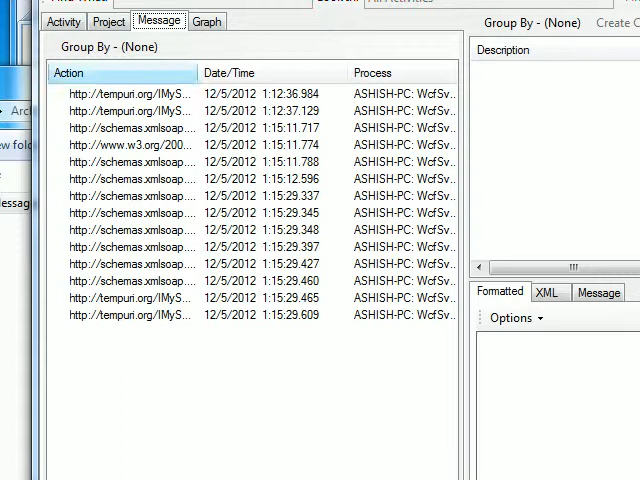 All Activities
Activity Project Message Graph
Group By - (None)
Action Date/Time Process
http://tempuri.org/IMyS... 12/5/2012 1:12:36.984 ASHISH-PC: WcfSv...
http://tempuri.org/IMyS... 12/5/2012 1:12:37.129 ASHISH-PC: WcfSv...
http://schemas.xmlsoap.... 12/5/2012 1:15:11.717 ASHISH-PC: WcfSv...
http://www.w3.org/200... 12/5/2012 1:15:11.774 ASHISH-PC: WcfSv...
http://schemas.xmlsoap.... 12/5/2012 1:15:11.788 ASHISH-PC: WcfSv...
http://schemas.xmlsoap.... 12/5/2012 1:15:12.596 ASHISH-PC: WcfSv...
http://schemas.xmlsoap.... 12/5/2012 1:15:29.337 ASHISH-PC: WcfSv...
http://schemas.xmlsoap.... 12/5/2012 1:15:29.345 ASHISH-PC: WcfSv...
http://schemas.xmlsoap.... 12/5/2012 1:15:29.348 ASHISH-PC: WcfSv...
http://schemas.xmlsoap.... 12/5/2012 1:15:29.397 ASHISH-PC: WcfSv...
http://schemas.xmlsoap.... 12/5/2012 1:15:29.427 ASHISH-PC: WcfSv...
http://schemas.xmlsoap.... 12/5/2012 1:15:29.460 ASHISH-PC: WcfSv...
http://tempuri.org/IMyS... 12/5/2012 1:15:29.465 ASHISH-PC: WcfSv...
http://tempuri.org/IMyS... 12/5/2012 1:15:29.609 ASHISH-PC: WcfSv...
Group By - (None) Create C
Description
Formatted XML Message
Options
Arc
ew fol
essag